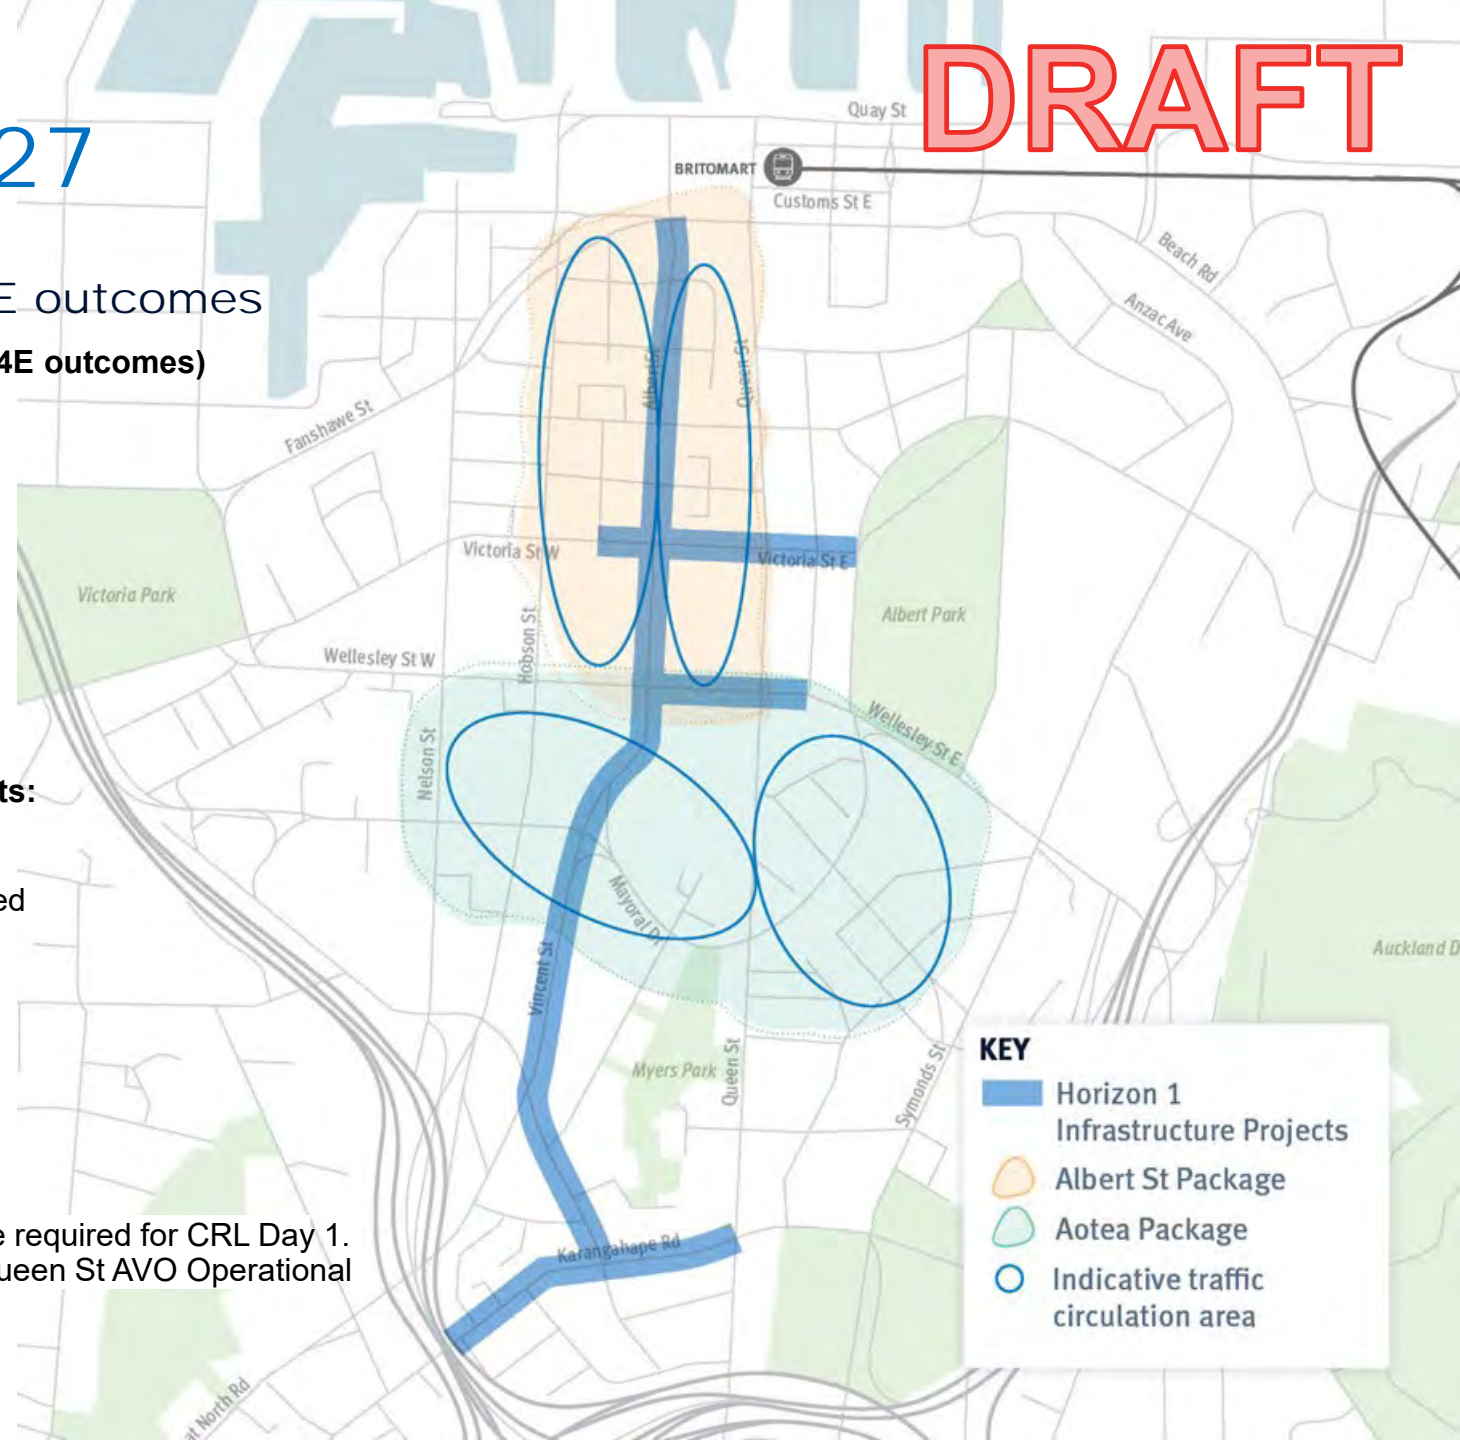 DRAFT
27
E outcomes
4E outcomes)
ts:
ed
e required for CRL Day 1.
ueen St AVO Operational
Quay St
BRITOMART
Customs St E
Beach Rd
Anzac Ave
Albert St
Queen St
Fanshawe St
Victoria St W
Victoria St E
Victoria Park
Albert Park
Hobson St
Wellesley St W
Wellesley St E
Nelson St
Mayoral Dr
Vincent St
Auckland D
Myers Park
Queen St
Symonds St
Karangahape Rd
at North Rd
KEY
Horizon 1
Infrastructure Projects
Albert St Package
Aotea Package
Indicative traffic
circulation area